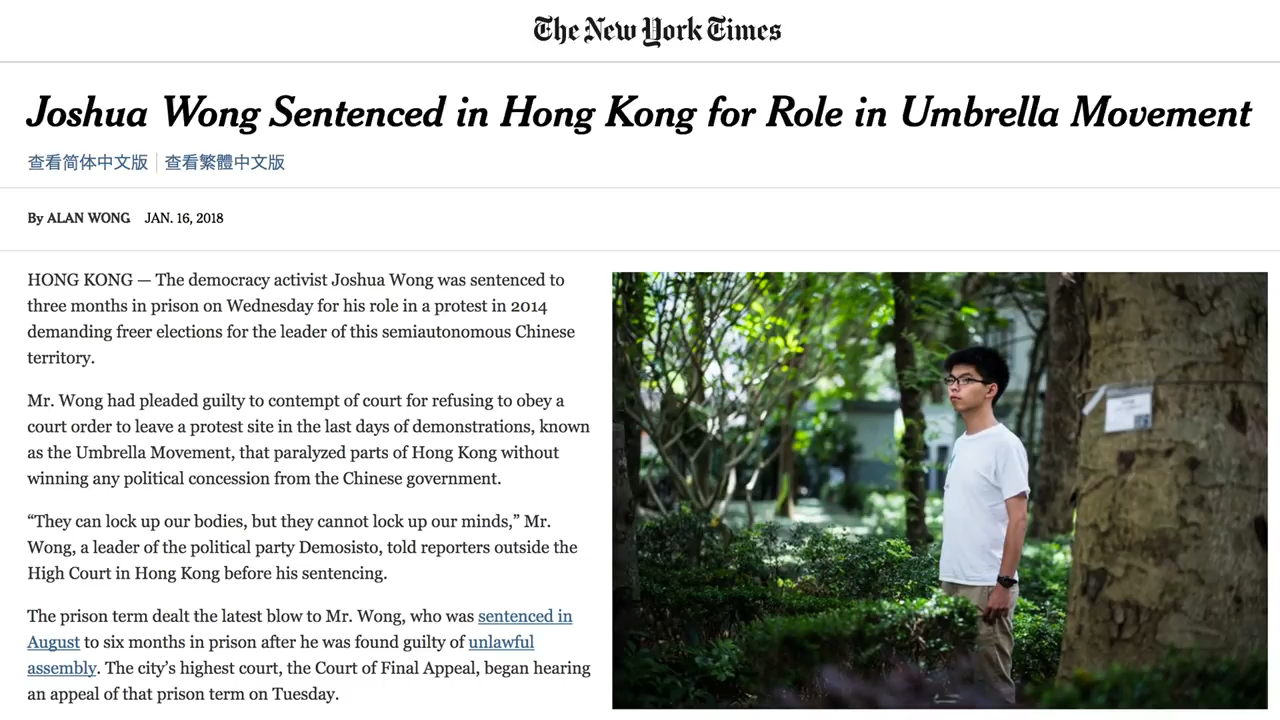 The New York Times
Joshua Wong Sentenced in Hong Kong for Role in Umbrella Movement
查看简体中文版 | 查看繁體中文版
By ALAN WONG JAN. 16, 2018
HONG KONG — The democracy activist Joshua Wong was sentenced to
three months in prison on Wednesday for his role in a protest in 2014
demanding freer elections for the leader of this semiautonomous Chinese
territory.
Mr. Wong had pleaded guilty to contempt of court for refusing to obey a
court order to leave a protest site in the last days of demonstrations, known
as the Umbrella Movement, that paralyzed parts of Hong Kong without
winning any political concession from the Chinese government.
“They can lock up our bodies, but they cannot lock up our minds,” Mr.
Wong, a leader of the political party Demosisto, told reporters outside the
High Court in Hong Kong before his sentencing.
The prison term dealt the latest blow to Mr. Wong, who was sentenced in
August to six months in prison after he was found guilty of unlawful
assembly. The city’s highest court, the Court of Final Appeal, began hearing
an appeal of that prison term on Tuesday.